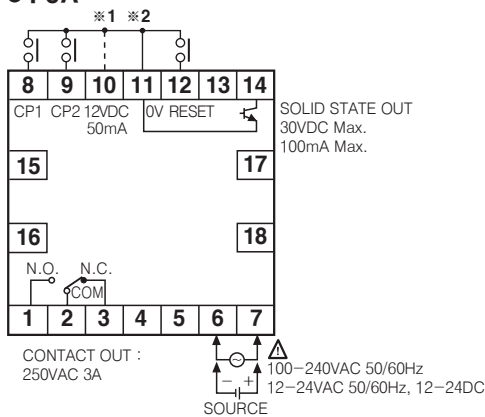 ※1 ※2
8 9 10 11 12 13 14
CP1 CP2 12VDC 0V RESET
50mA
SOLID STATE OUT
30VDC Max.
100mA Max.
15 17
16 18
N.O. N.C.
COM
1 2 3 4 5 6 7
CONTACT OUT :
250VAC 3A
100-240VAC 50/60Hz
12-24VAC 50/60Hz, 12-24DC
- +
SOURCE